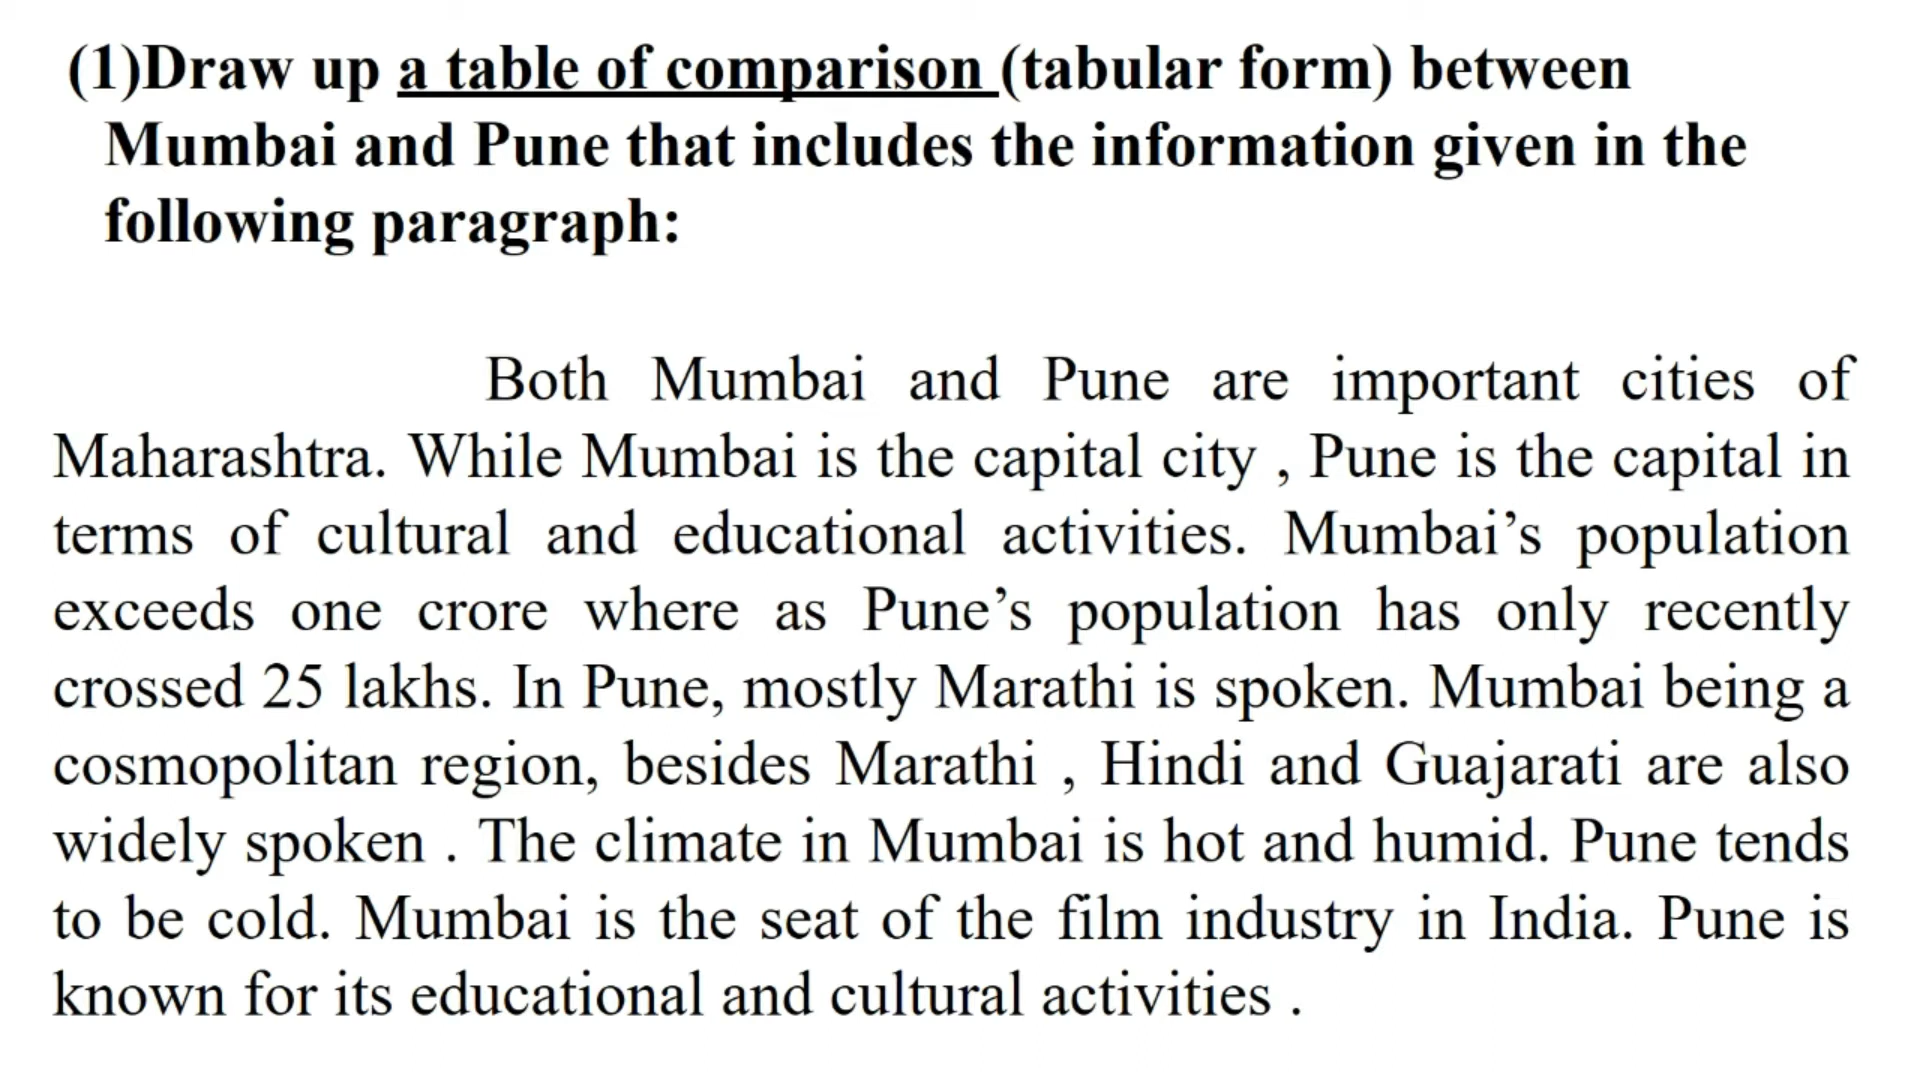 (1)Draw up a table of comparison (tabular form) between
Mumbai and Pune that includes the information given in the
following paragraph:
Both Mumbai and Pune are important cities of
Maharashtra. While Mumbai is the capital city , Pune is the capital in
terms of cultural and educational activities. Mumbai’s population
exceeds one crore where as Pune’s population has only recently
crossed 25 lakhs. In Pune, mostly Marathi is spoken. Mumbai being a
cosmopolitan region, besides Marathi , Hindi and Guajarati are also
widely spoken . The climate in Mumbai is hot and humid. Pune tends
to be cold. Mumbai is the seat of the film industry in India. Pune is
known for its educational and cultural activities .